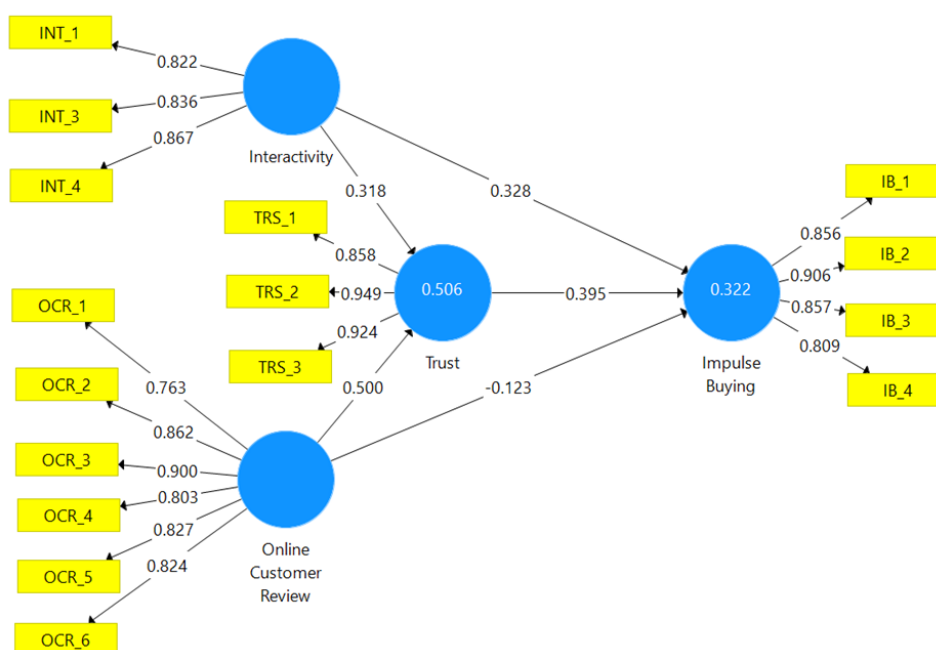 INT_1
0.822
INT_3
0.836
INT_4
0.867
Interactivity
0.318
0.328
TRS_1
0.858
TRS_2
0.949
TRS_3
0.924
0.506
Trust
0.395
0.322
Impulse
Buying
IB_1
0.856
IB_2
0.906
IB_3
0.857
IB_4
0.809
OCR_1
0.763
OCR_2
0.862
OCR_3
0.900
OCR_4
0.803
OCR_5
0.827
OCR_6
0.824
0.500
-0.123
Online
Customer
Review